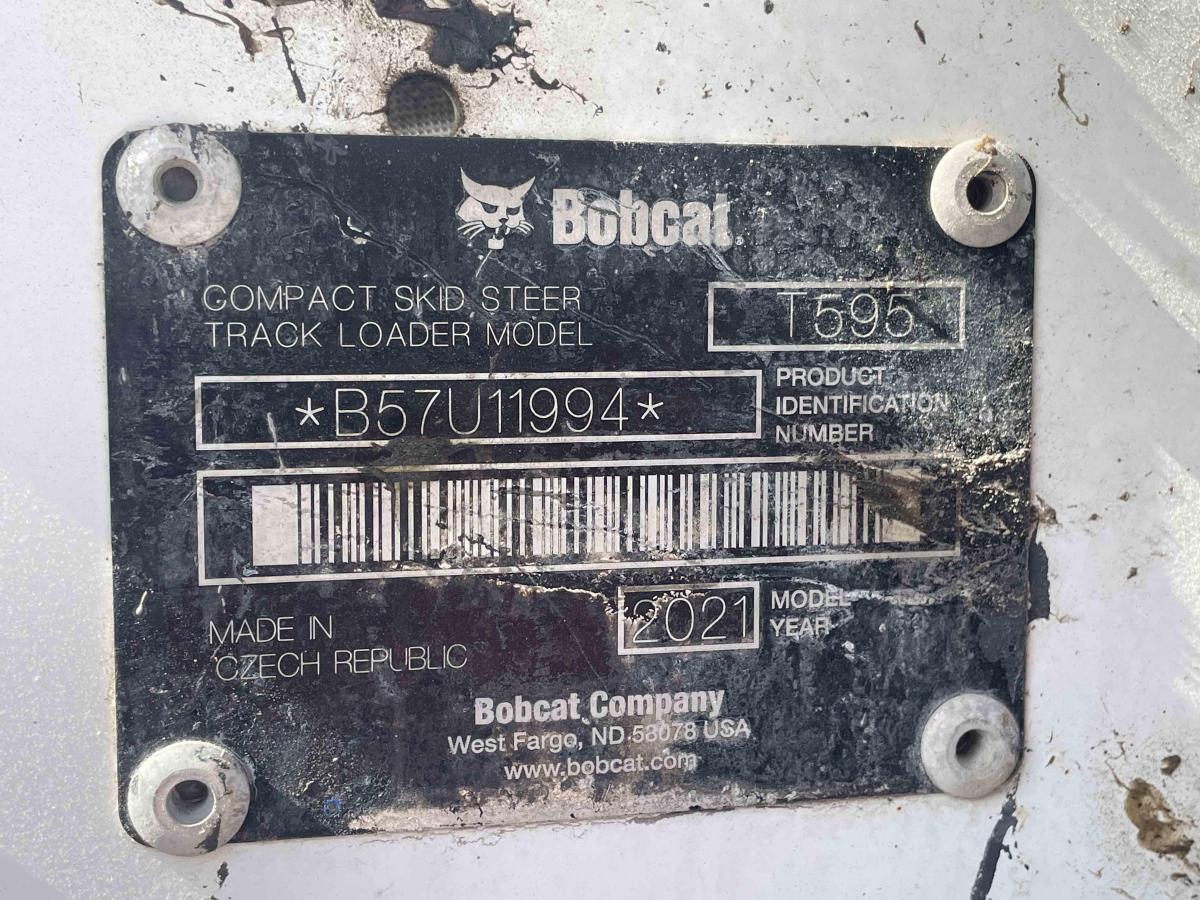 Bobcat
COMPACT SKID STEER
TRACK LOADER MODEL
T595
*B57U11994*
PRODUCT
IDENTIFICATION
NUMBER
2021
MODEL
YEAR
MADE IN
CZECH REPUBLIC
Bobcat Company
West Fargo, ND 58078 USA
www.bobcat.com